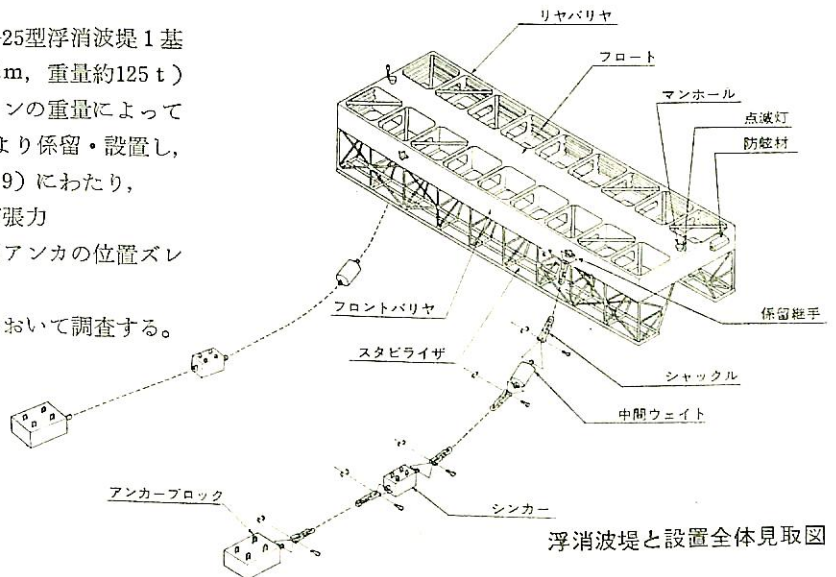 25型浮消波堤1基
m，重量約125 t）
ンの重量によって
より係留・設置し，
9）にわたり，
張力
アンカの位置ズレ
おいて調査する。
リヤバリヤ
フロート
マンホール
点滅灯
防舷材
フロントバリヤ
係留継手
スタビライザ
シャックル
中間ウェイト
アンカーブロック
シンカー
浮消波堤と設置全体見取図